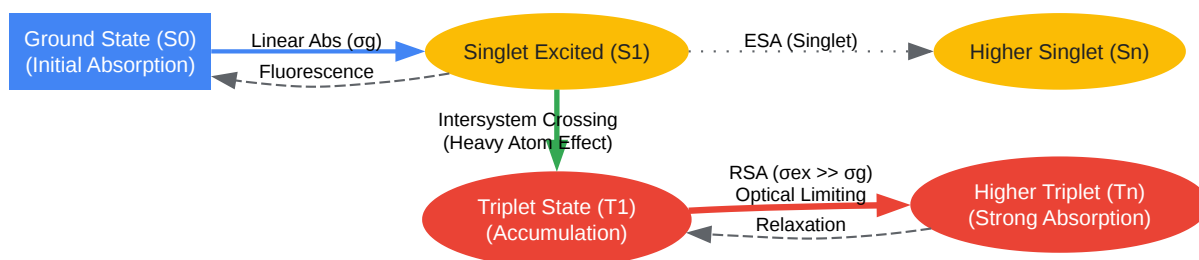 Ground State (S0)
(Initial Absorption)
Linear Abs (σg)
Fluorescence
Singlet Excited (S1)
ESA (Singlet)
Higher Singlet (Sn)
Intersystem Crossing
(Heavy Atom Effect)
Triplet State (T1)
(Accumulation)
RSA (σex >> σg)
Optical Limiting
Relaxation
Higher Triplet (Tn)
(Strong Absorption)